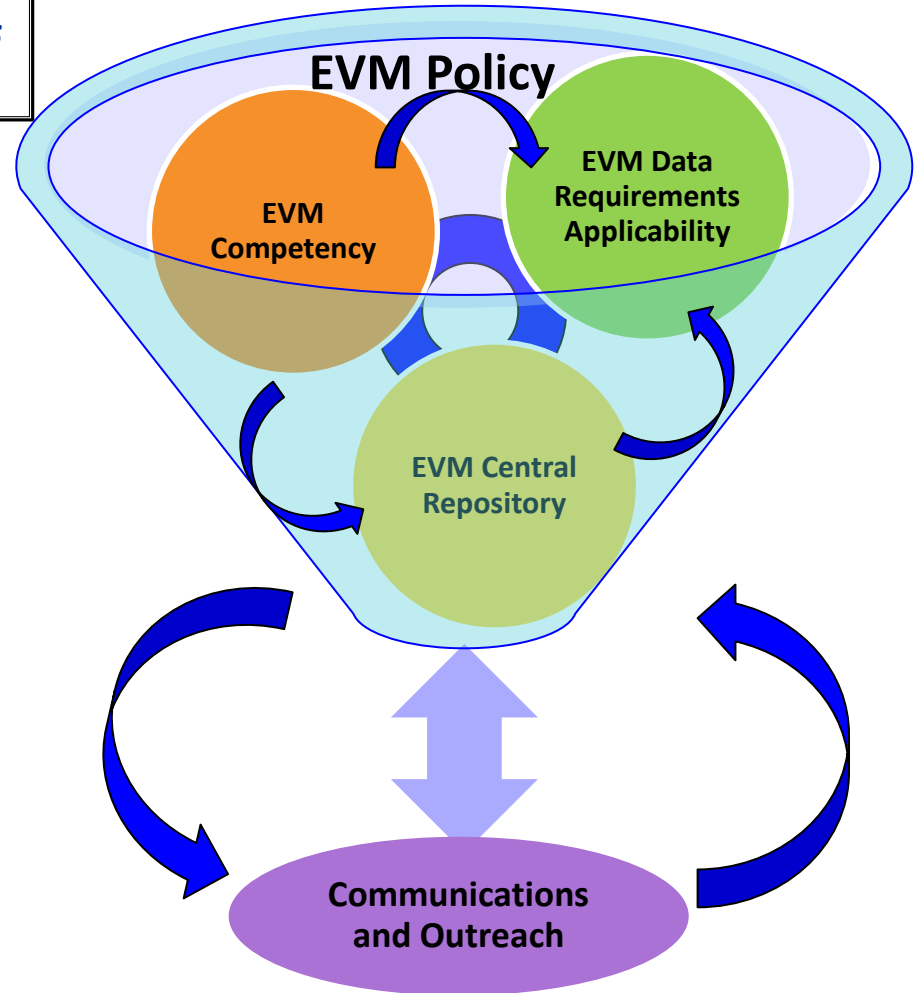 EVM Policy
EVM
Competency
EVM Data
Requirements
Applicability
EVM Central
Repository
Communications
and Outreach